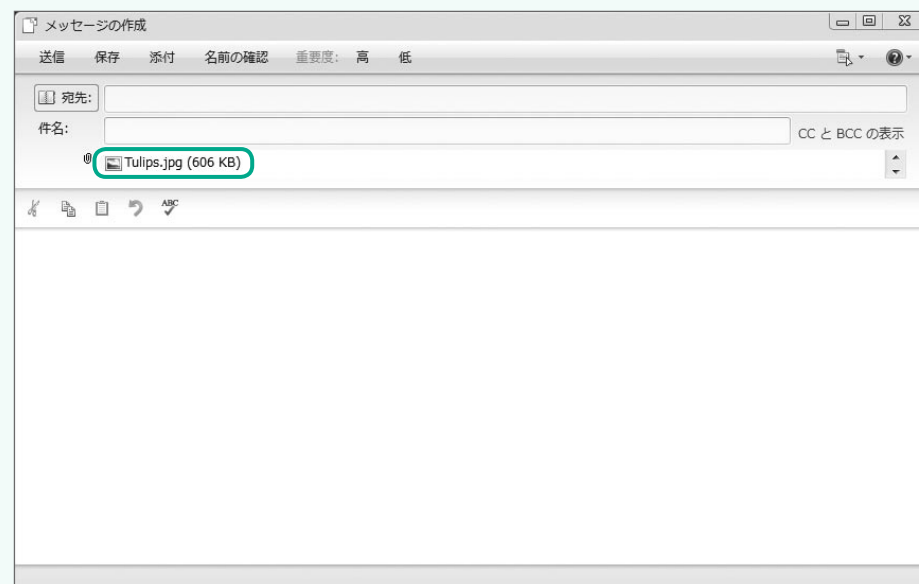 メッセージの作成
送信 保存 添付 名前の確認 重要度: 高 低
宛先:
件名: CC と BCC の表示
Tulips.jpg (606 KB)
ABC